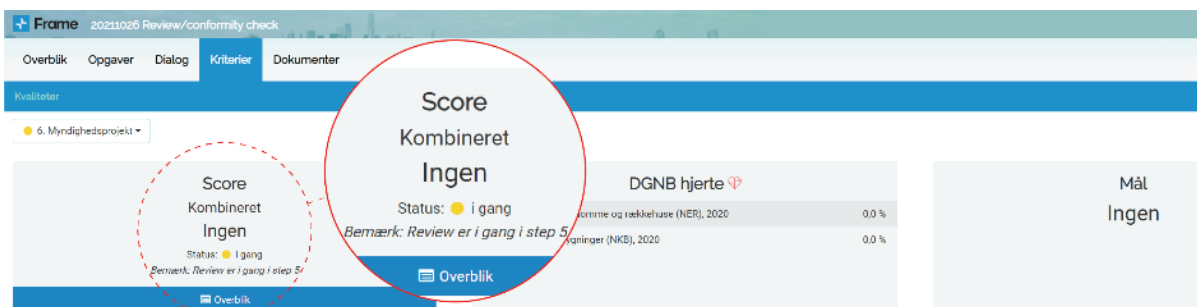 Frame 20211026 Review/conformity check
Overblik Opgaver Dialog Kriterier Dokumenter
Kvaliteter
6. Myndighedsprojekt
Score
Kombineret
Ingen
Status: i gang
Bemærk: Review er i gang i step 5
Overblik
Score
Kombineret
Ingen
Status: i gang
Bemærk: Review er i gang i step 5
Overblik
DGNB hjerte
omme og rækkehuse (NER), 2020 0,0 %
ygninger (NKB), 2020 0,0 %
Mål
Ingen